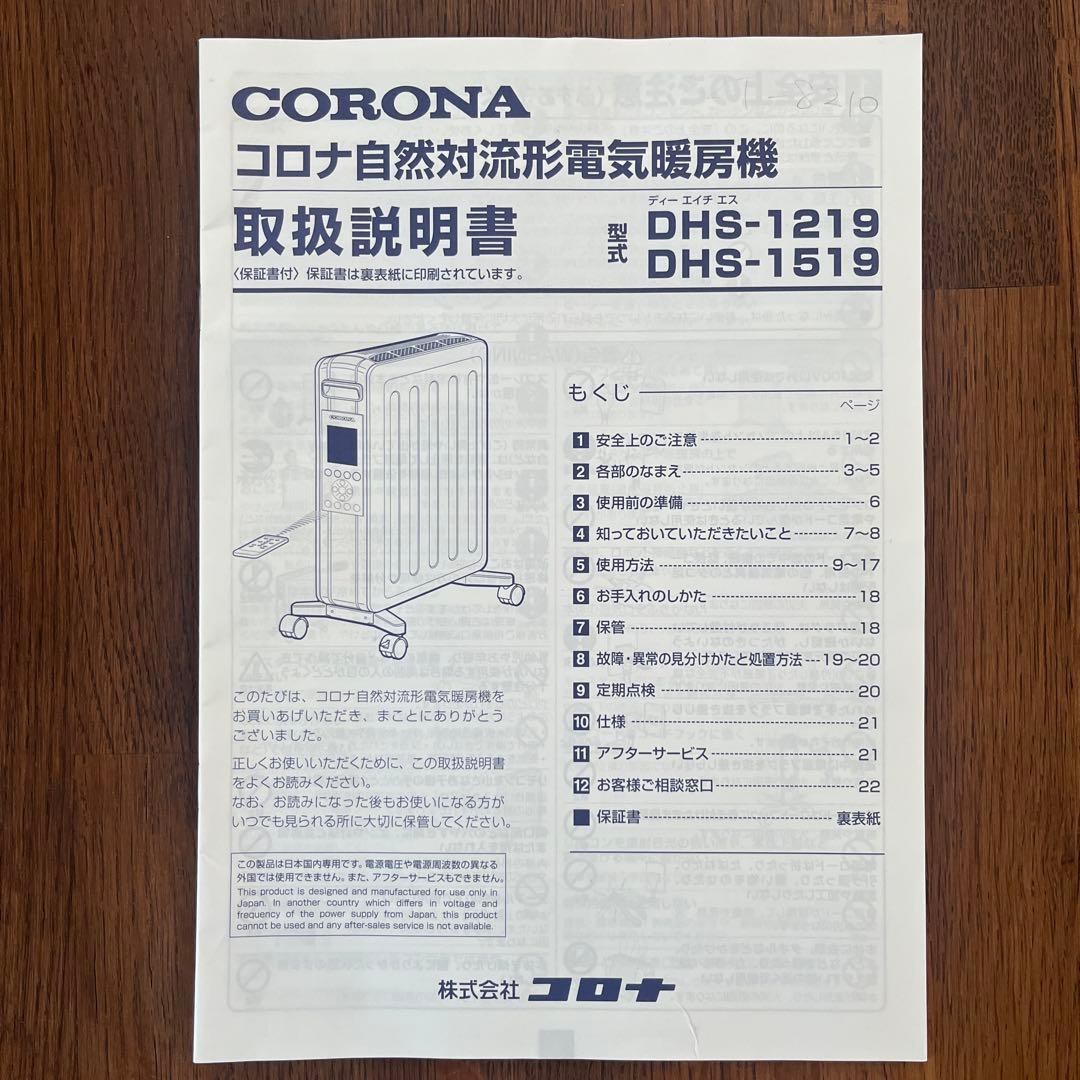 CORONA
コロナ自然対流形電気暖房機
取扱説明書
〈保証書付〉保証書は裏表紙に印刷されています。
型式
ディー エイチ エス
DHS-1219
DHS-1519
CORONA
もくじ
ページ
1 安全上のご注意 1〜2
2 各部のなまえ 3〜5
3 使用前の準備 6
4 知っておいていただきたいこと 7〜8
5 使用方法 9〜17
6 お手入れのしかた 18
7 保管 18
8 故障・異常の見分けかたと処置方法 19〜20
9 定期点検 20
10 仕様 21
11 アフターサービス 21
12 お客様ご相談窓口 22
■ 保証書 裏表紙
このたびは、コロナ自然対流形電気暖房機を
お買いあげいただき、まことにありがとう
ございました。
正しくお使いいただくために、この取扱説明書
をよくお読みください。
なお、お読みになった後もお使いになる方が
いつでも見られる所に大切に保管してください。
この製品は日本国内専用です。電源電圧や電源周波数の異なる
外国では使用できません。また、アフターサービスもできません。
This product is designed and manufactured for use only in
Japan. In another country which differs in voltage and
frequency of the power supply from Japan, this product
cannot be used and any after-sales service is not available.
株式会社 コロナ